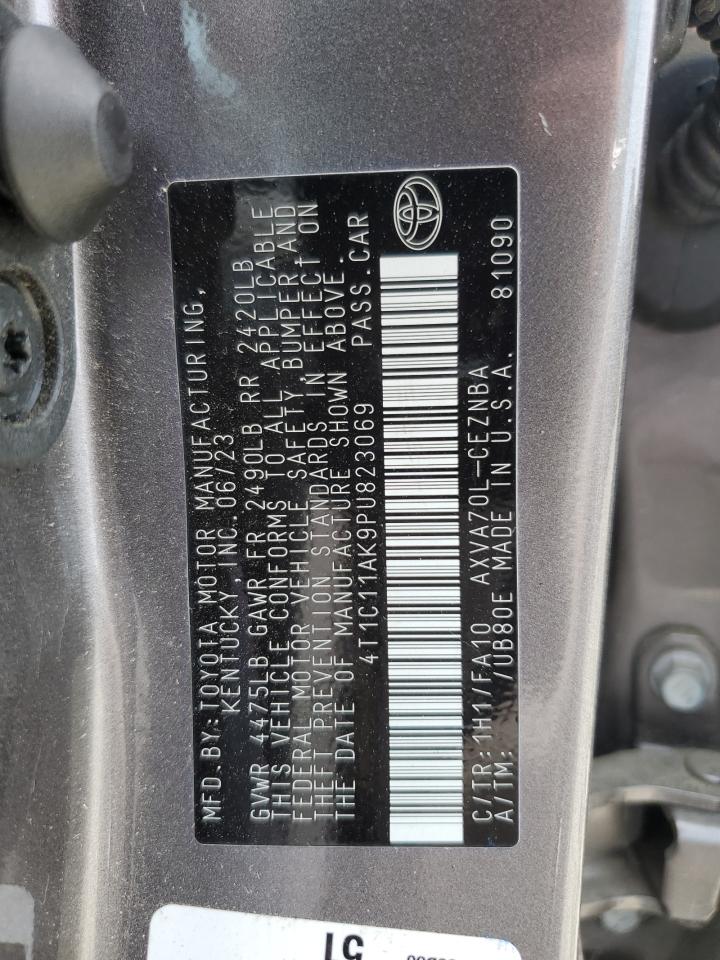 MFD. BY: TOYOTA MOTOR MANUFACTURING,
KENTUCKY, INC. 06/23
GVWR 4475LB GAWR FR 2490LB RR 2420LB
THIS VEHICLE CONFORMS TO ALL APPLICABLE
FEDERAL MOTOR VEHICLE SAFETY, BUMPER, AND
THEFT PREVENTION STANDARDS IN EFFECT ON
THE DATE OF MANUFACTURE SHOWN ABOVE.
4T1C11AK9PU823069 PASS.CAR
C/TR: 1H1/FA10 AXVA70L-CEZNBA
A/TM: /UB80E MADE IN U.S.A. 81090
51